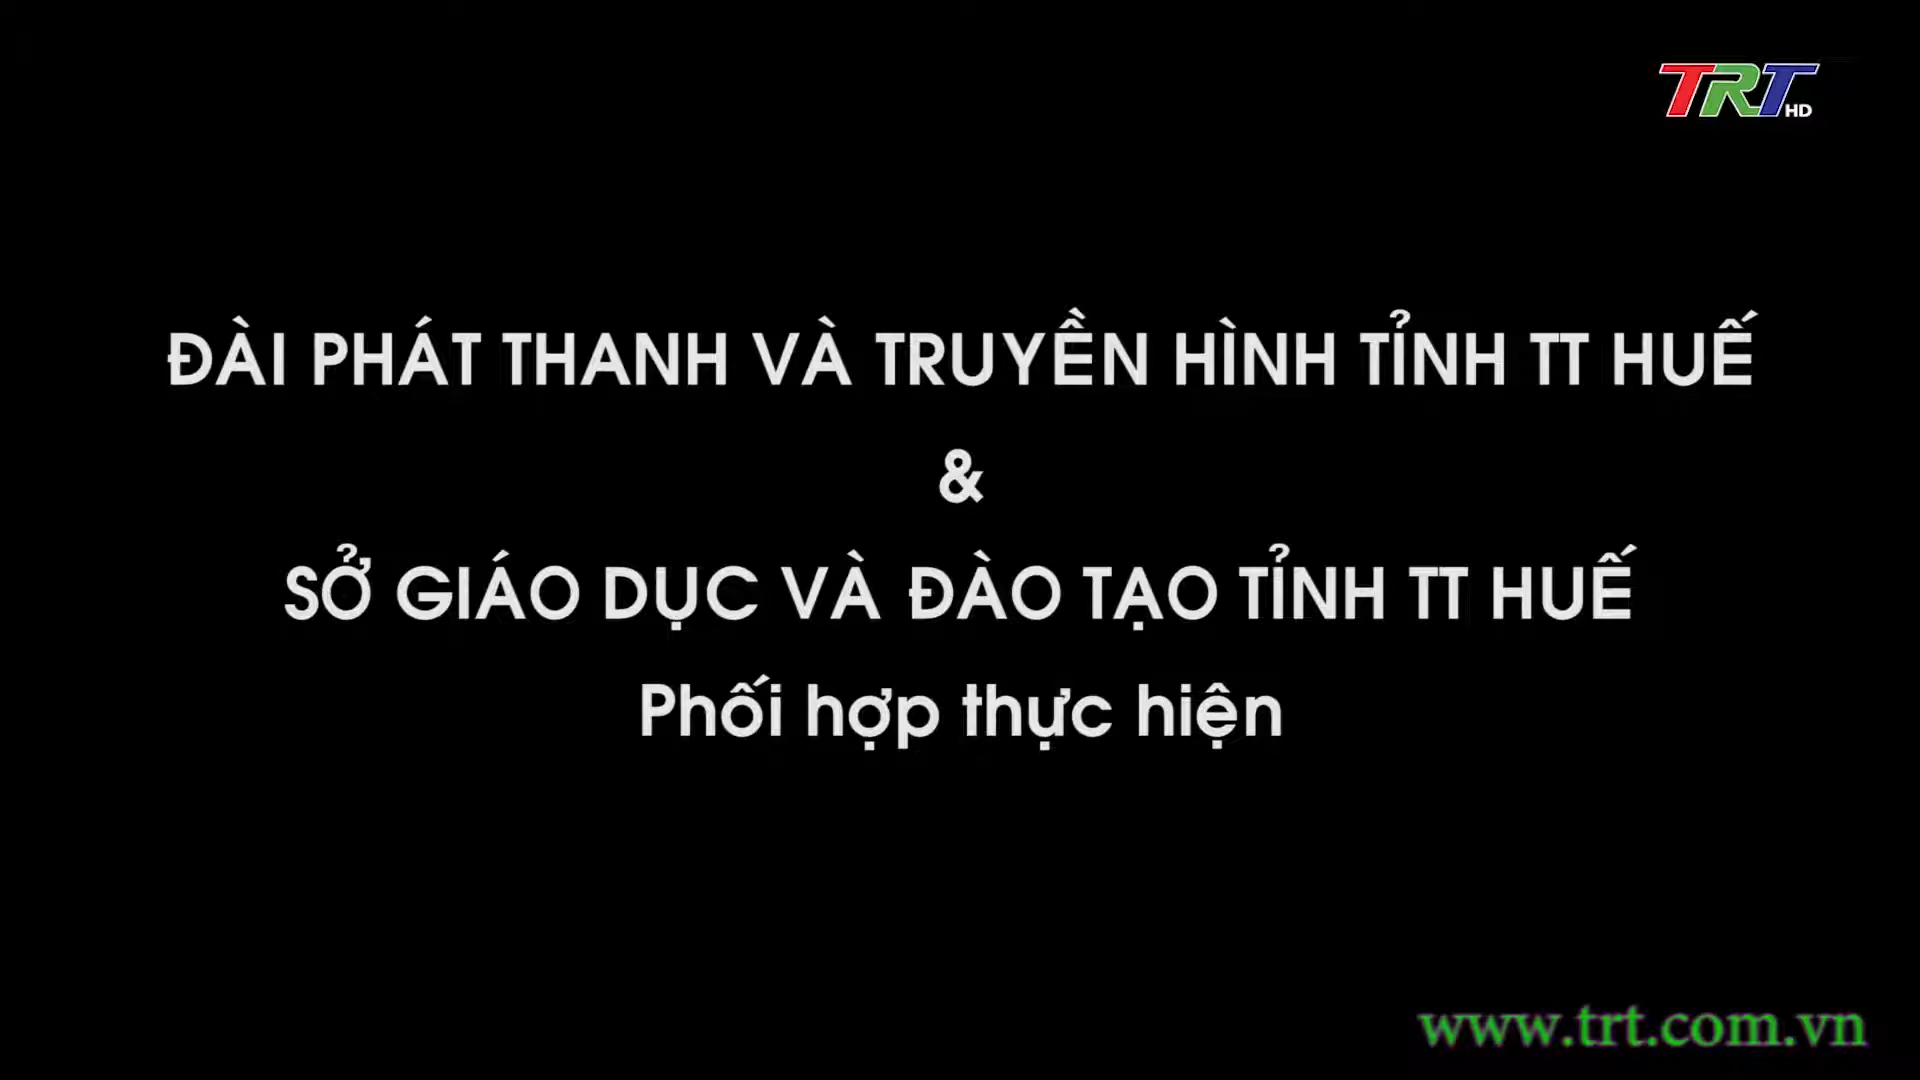 TRT HD
ĐÀI PHÁT THANH VÀ TRUYỀN HÌNH TỈNH TT HUẾ
&
SỞ GIÁO DỤC VÀ ĐÀO TẠO TỈNH TT HUẾ
Phối hợp thực hiện
www.trt.com.vn